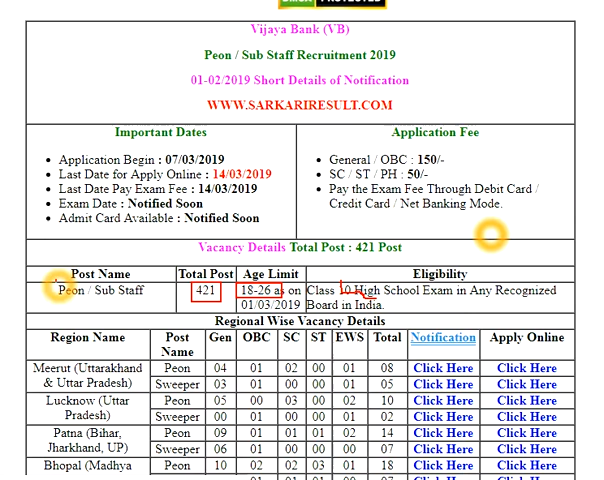 Vijaya Bank (VB)
Peon / Sub Staff Recruitment 2019
01-02/2019 Short Details of Notification
WWW.SARKARIRESULT.COM
Important Dates
Application Begin : 07/03/2019
Last Date for Apply Online : 14/03/2019
Last Date Pay Exam Fee : 14/03/2019
Exam Date : Notified Soon
Admit Card Available : Notified Soon
Application Fee
General / OBC : 150/-
SC / ST / PH : 50/-
Pay the Exam Fee Through Debit Card /
Credit Card / Net Banking Mode.
Vacancy Details Total Post : 421 Post
Post Name Total Post Age Limit Eligibility
Peon / Sub Staff 421 18-26 as on Class 10 High School Exam in Any Recognized
01/03/2019 Board in India.
Regional Wise Vacancy Details
Region Name Post Name Gen OBC SC ST EWS Total Notification Apply Online
Meerut (Uttarakhand Peon 04 01 02 00 01 08 Click Here Click Here
& Uttar Pradesh) Sweeper 03 01 00 00 01 05 Click Here Click Here
Lucknow (Uttar Peon 05 00 03 00 02 10 Click Here Click Here
Pradesh) Sweeper 00 01 00 00 01 02 Click Here Click Here
Patna (Bihar, Peon 09 01 01 01 02 14 Click Here Click Here
Jharkhand, UP) Sweeper 06 01 00 00 00 07 Click Here Click Here
Bhopal (Madhya Peon 10 02 02 03 01 18 Click Here Click Here